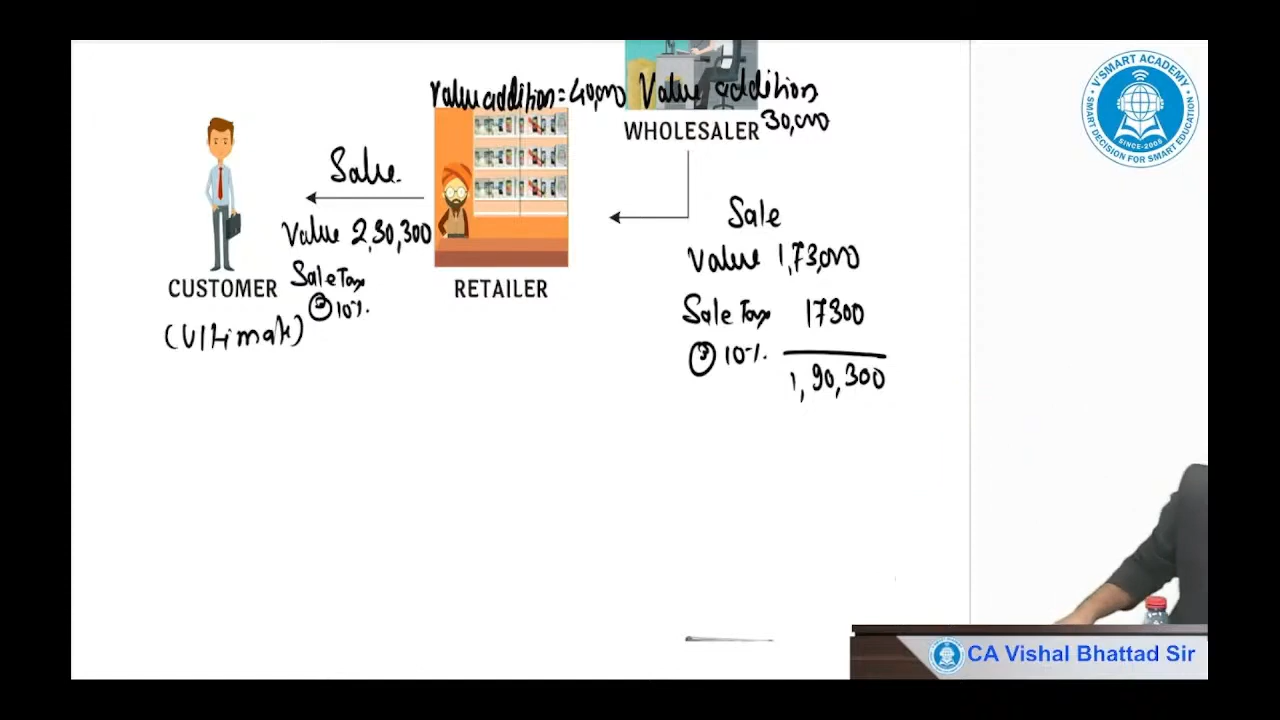 Value addition = 40,000
Value addition
30,000
WHOLESALER
Sale
Value 2,30,300
Sale Tax
@ 10%.
CUSTOMER
(Ultimate)
RETAILER
Sale
Value 1,73,000
Sale Tax 17300
@ 10%.
1,90,300
V'SMART ACADEMY
SINCE-2005
SMART DECISION FOR SMART EDUCATION
CA Vishal Bhattad Sir